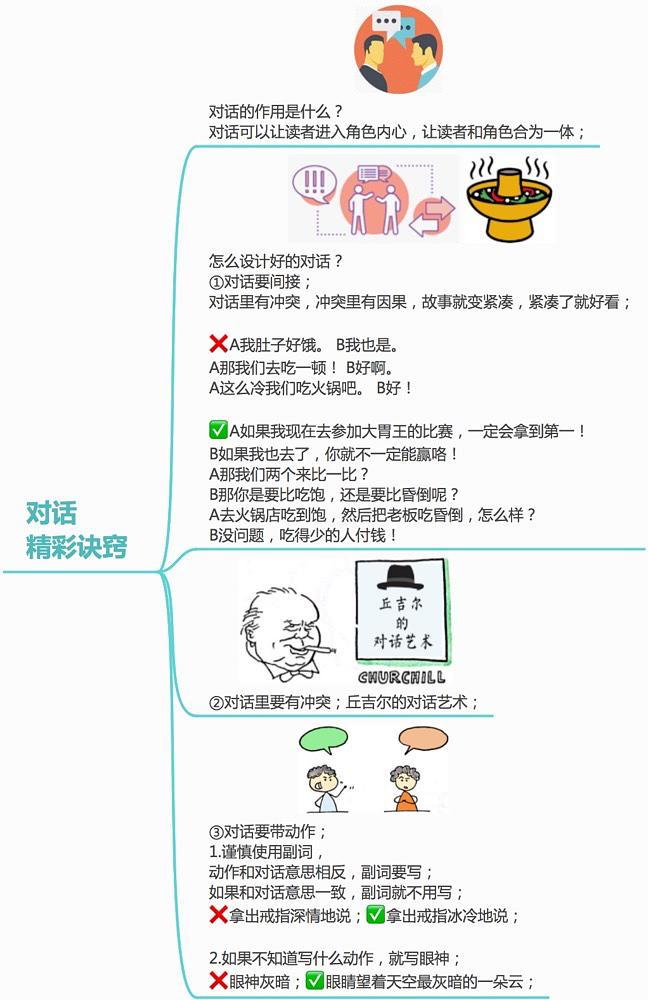 对话
精彩诀窍
对话的作用是什么？
对话可以让读者进入角色内心，让读者和角色合为一体；
!!!
怎么设计好的对话？
①对话要间接；
对话里有冲突，冲突里有因果，故事就变紧凑，紧凑了就好看；
❌A我肚子好饿。 B我也是。
A那我们去吃一顿！ B好啊。
A这么冷我们吃火锅吧。 B好！
✅A如果我现在去参加大胃王的比赛，一定会拿到第一！
B如果我也去了，你就不一定能赢咯！
A那我们两个来比一比？
B那你是要比吃饱，还是要比昏倒呢？
A去火锅店吃到饱，然后把老板吃昏倒，怎么样？
B没问题，吃得少的人付钱！
丘吉尔
的
对话艺术
CHURCHILL
②对话里要有冲突；丘吉尔的对话艺术；
③对话要带动作；
1.谨慎使用副词，
动作和对话意思相反，副词要写；
如果和对话意思一致，副词就不用写；
❌拿出戒指深情地说；✅拿出戒指冰冷地说；
2.如果不知道写什么动作，就写眼神；
❌眼神灰暗；✅眼睛望着天空最灰暗的一朵云；